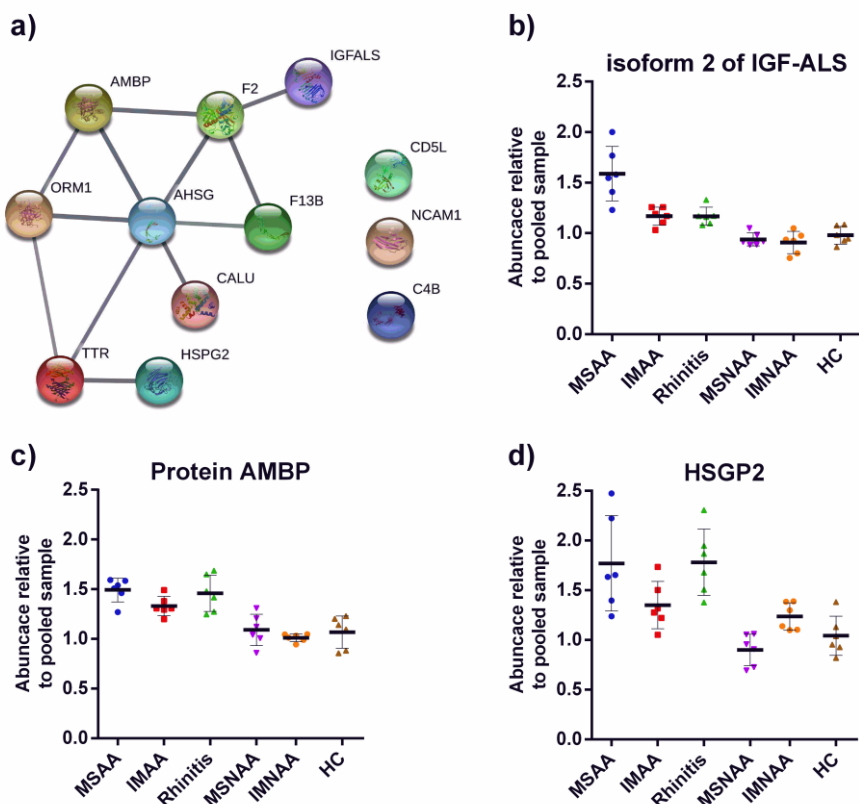 a)
IGFALS
AMBP
F2
CD5L
ORM1
AHSG
F13B
NCAM1
CALU
C4B
TTR
HSPG2
b)
isoform 2 of IGF-ALS
Abuncace relative
to pooled sample
2.5
2.0
1.5
1.0
0.5
0.0
MSAA
IMAA
Rhinitis
MSNAA
IMNAA
HC
c)
Protein AMBP
Abuncace relative
to pooled sample
2.5
2.0
1.5
1.0
0.5
0.0
MSAA
IMAA
Rhinitis
MSNAA
IMNAA
HC
d)
HSGP2
Abuncace relative
to pooled sample
2.5
2.0
1.5
1.0
0.5
0.0
MSAA
IMAA
Rhinitis
MSNAA
IMNAA
HC